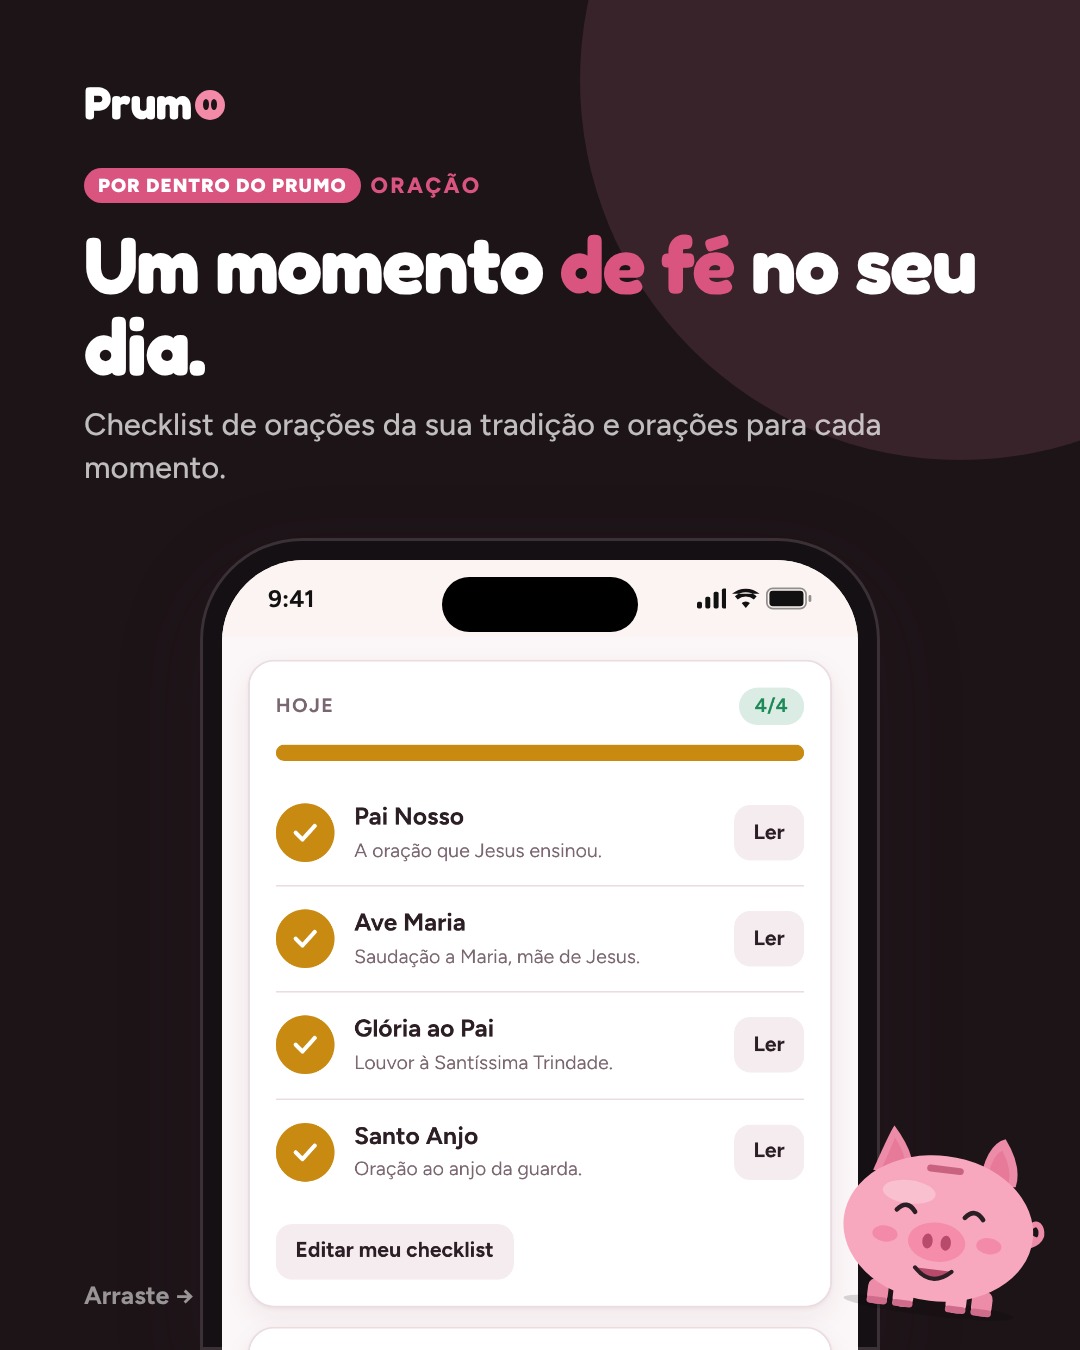 Prumo
POR DENTRO DO PRUMO ORAÇÃO
Um momento de fé no seu
dia.
Checklist de orações da sua tradição e orações para cada
momento.
9:41
HOJE 4/4
Pai Nosso
A oração que Jesus ensinou.
Ler
Ave Maria
Saudação a Maria, mãe de Jesus.
Ler
Glória ao Pai
Louvor à Santíssima Trindade.
Ler
Santo Anjo
Oração ao anjo da guarda.
Ler
Editar meu checklist
Arraste →